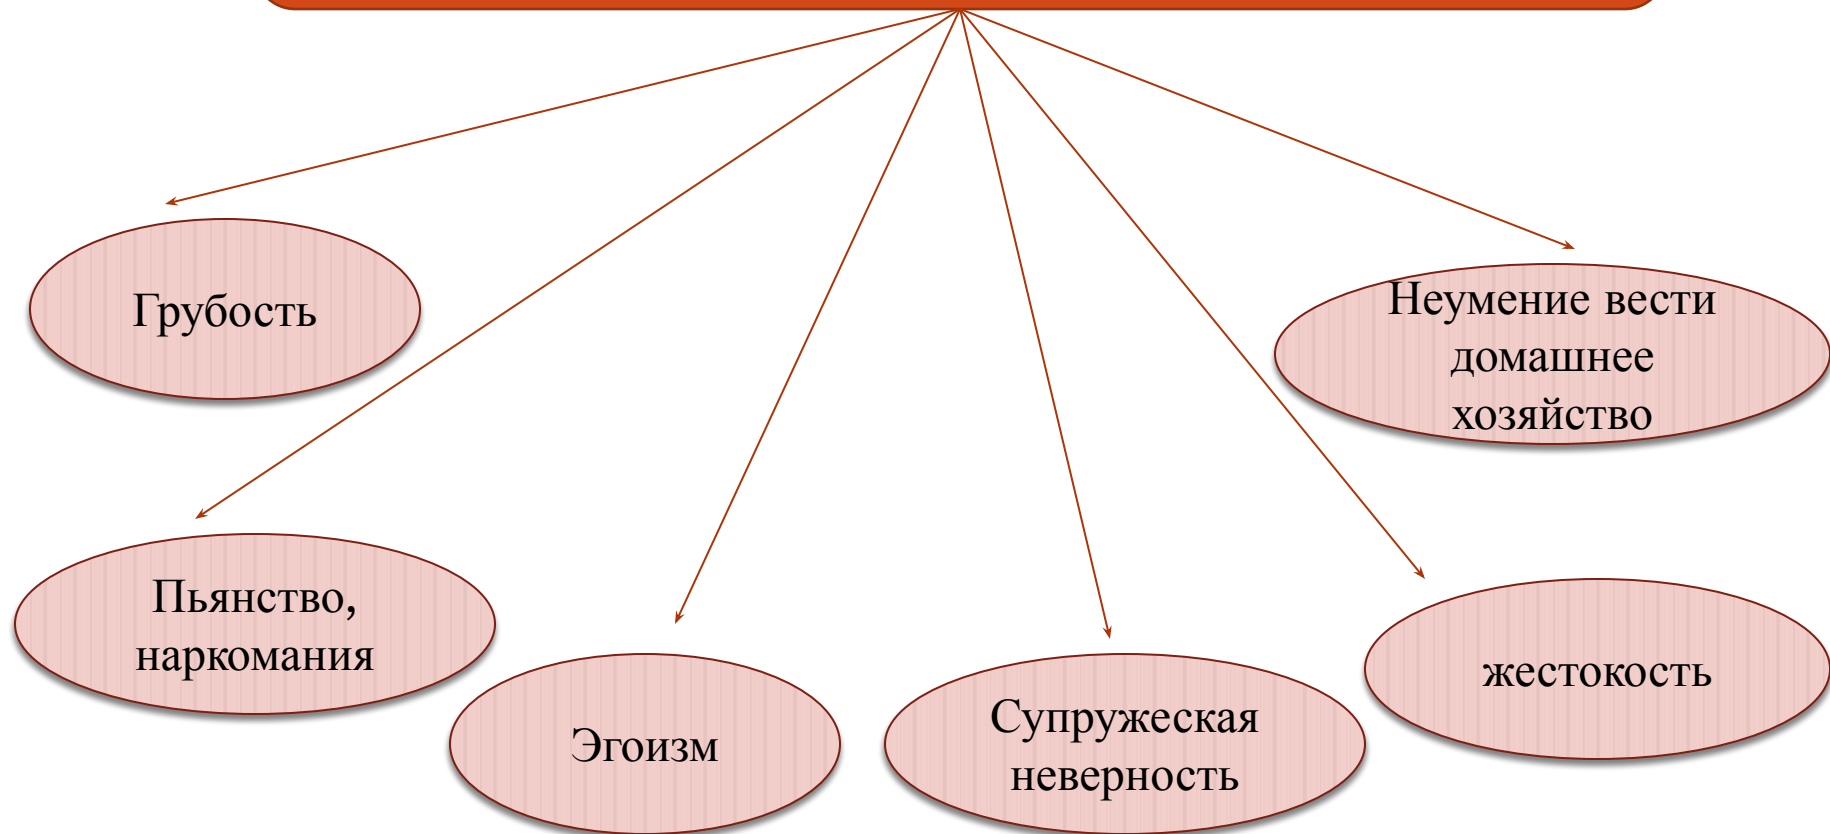 Грубость
Неумение вести
домашнее
хозяйство
Пьянство,
наркомания
Эгоизм
Супружеская
неверность
жестокость